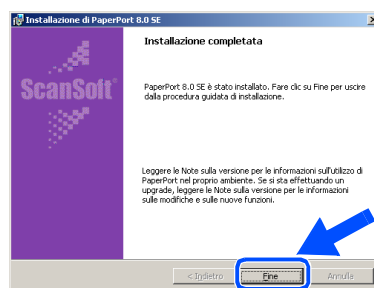 Installazione di PaperPort 8.0 SE
Installazione completata
ScanSoft®
PaperPort 8.0 SE è stato installato. Fare clic su Fine per uscire
dalla procedura guidata di installazione.
Leggere le Note sulla versione per le informazioni sull'utilizzo di
PaperPort nel proprio ambiente. Se si sta effettuando un
upgrade, leggere le Note sulla versione per le informazioni
sulle modifiche e sulle nuove funzioni.
< Indietro
Fine
Annulla